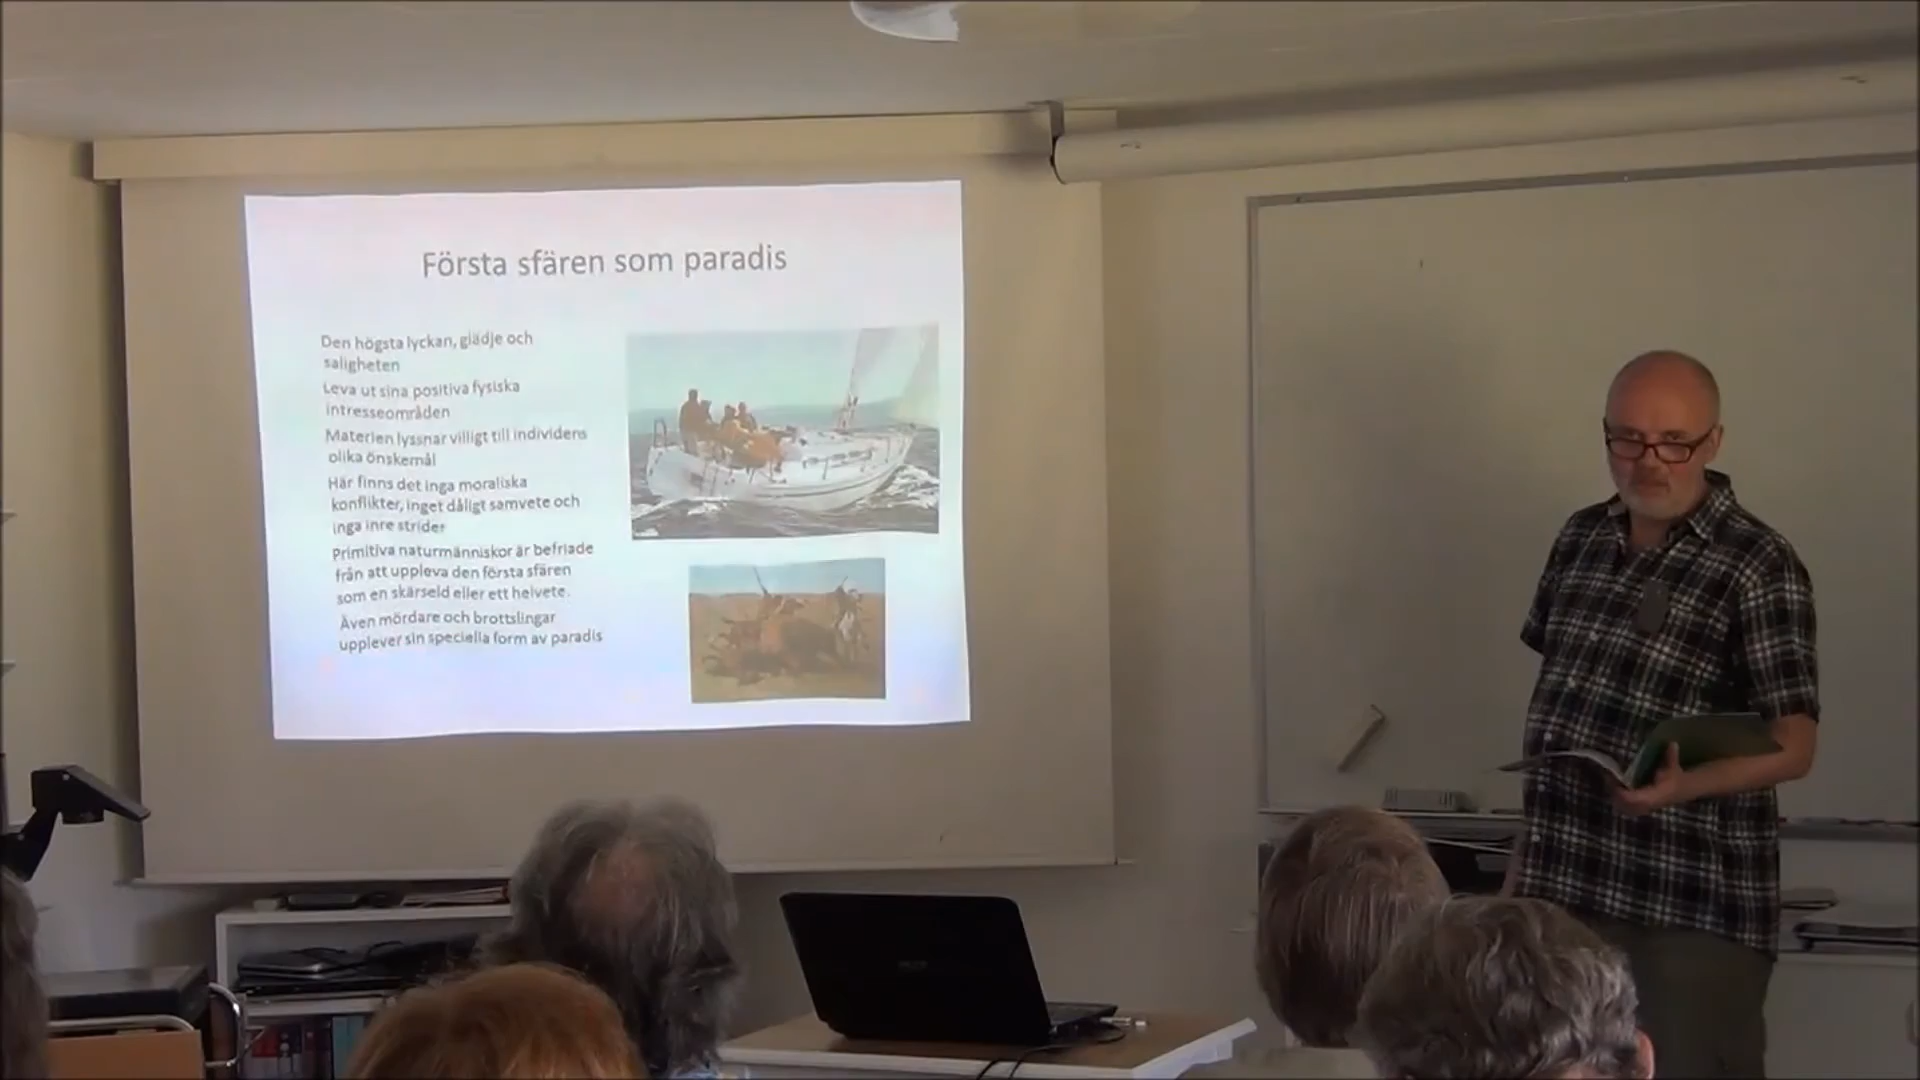 Första sfären som paradis
Den högsta lyckan, glädje och
saligheten
Leva ut sina positiva fysiska
intresseområden
Materien lyssnar villigt till individens
olika önskemål
Här finns det inga moraliska
konflikter, inget dåligt samvete och
inga inre strider
Primitiva naturmänniskor är befriade
från att uppleva den första sfären
som en skärseld eller ett helvete.
Även mördare och brottslingar
upplever sin speciella form av paradis